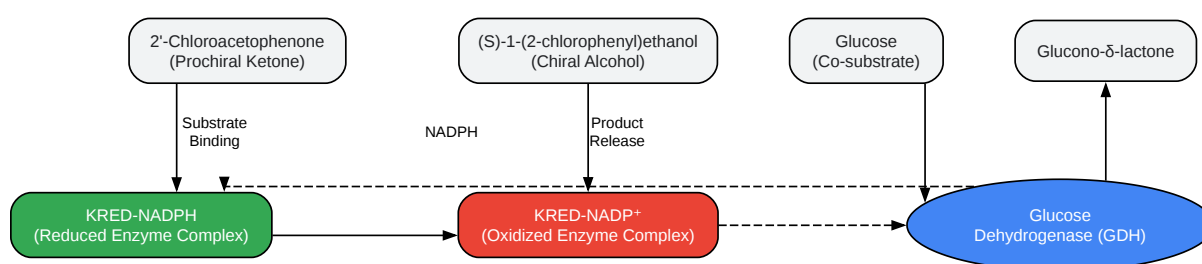 2'-Chloroacetophenone
(Prochiral Ketone)
(S)-1-(2-chlorophenyl)ethanol
(Chiral Alcohol)
Glucose
(Co-substrate)
Glucono-δ-lactone
Substrate
Binding
NADPH
Product
Release
KRED-NADPH
(Reduced Enzyme Complex)
KRED-NADP⁺
(Oxidized Enzyme Complex)
Glucose
Dehydrogenase (GDH)